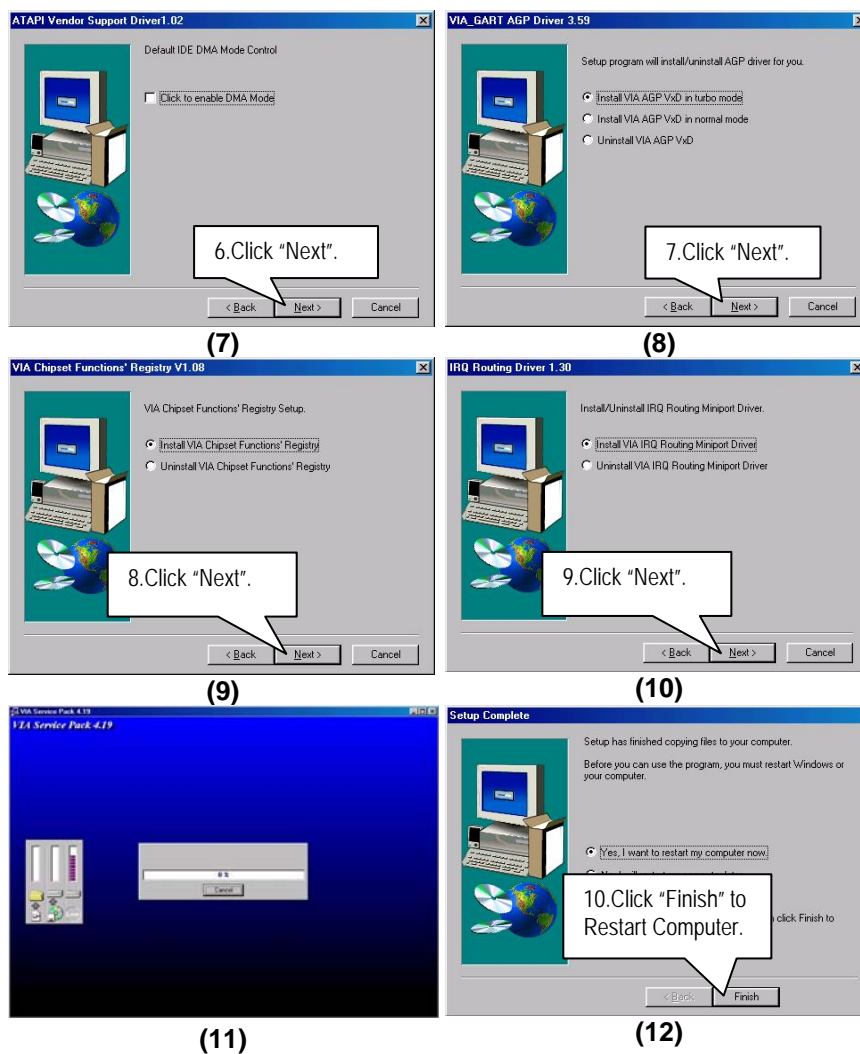 ATAPI Vendor Support Driver1.02
Default IDE DMA Mode Control
Click to enable DMA Mode
6.Click “Next”.
< Back
Next >
Cancel
(7)
VIA_GART AGP Driver 3.59
Setup program will install/uninstall AGP driver for you.
Install VIA AGP VxD in turbo mode
Install VIA AGP VxD in normal mode
Uninstall VIA AGP VxD
7.Click “Next”.
< Back
Next >
Cancel
(8)
VIA Chipset Functions' Registry V1.08
VIA Chipset Functions' Registry Setup.
Install VIA Chipset Functions' Registry
Uninstall VIA Chipset Functions' Registry
8.Click “Next”.
< Back
Next >
Cancel
(9)
IRQ Routing Driver 1.30
Install/Uninstall IRQ Routing Miniport Driver.
Install VIA IRQ Routing Miniport Driver
Uninstall VIA IRQ Routing Miniport Driver
9.Click “Next”.
< Back
Next >
Cancel
(10)
VIA Service Pack 4.19
VIA Service Pack 4.19
0 %
Cancel
(11)
Setup Complete
Setup has finished copying files to your computer.
Before you can use the program, you must restart Windows or
your computer.
Yes, I want to restart my computer now.
10.Click “Finish” to
Restart Computer.
click Finish to
< Back
Finish
(12)